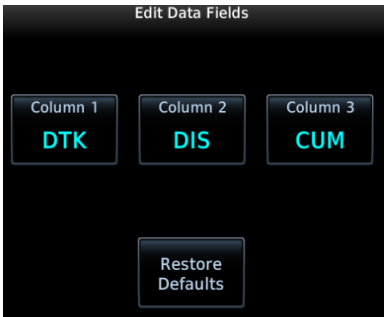 Edit Data Fields
Column 1
DTK
Column 2
DIS
Column 3
CUM
Restore
Defaults